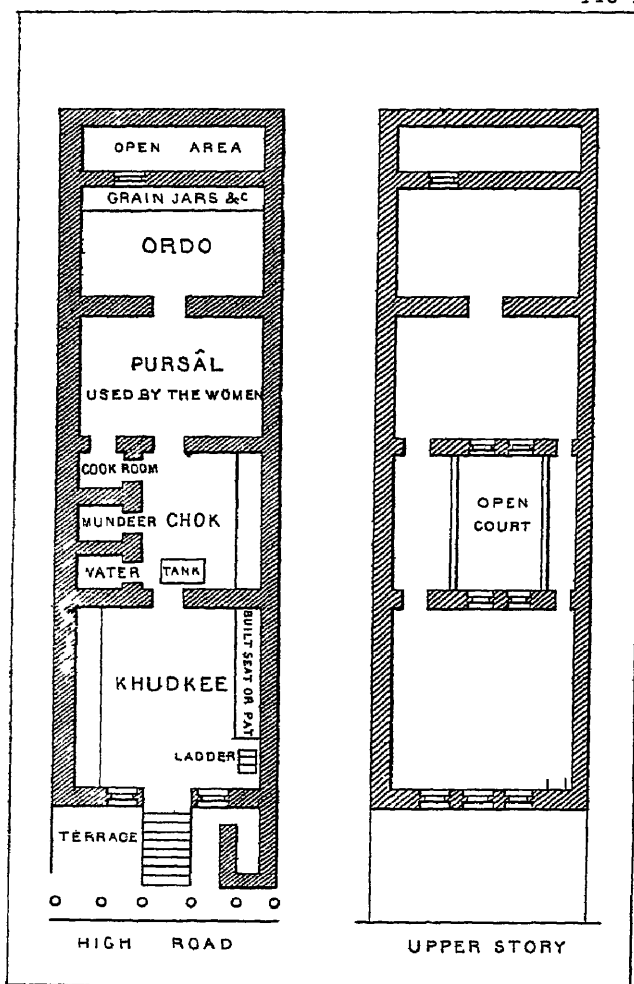 OPEN AREA
GRAIN JARS &c
ORDO
PURSÂL
USED BY THE WOMEN
COOK ROOM
MUNDEER
CHOK
VATER
TANK
KHUDKEE
BUILT SEAT OR PAT
LADDER
TERRACE
HIGH ROAD
OPEN
COURT
UPPER STORY